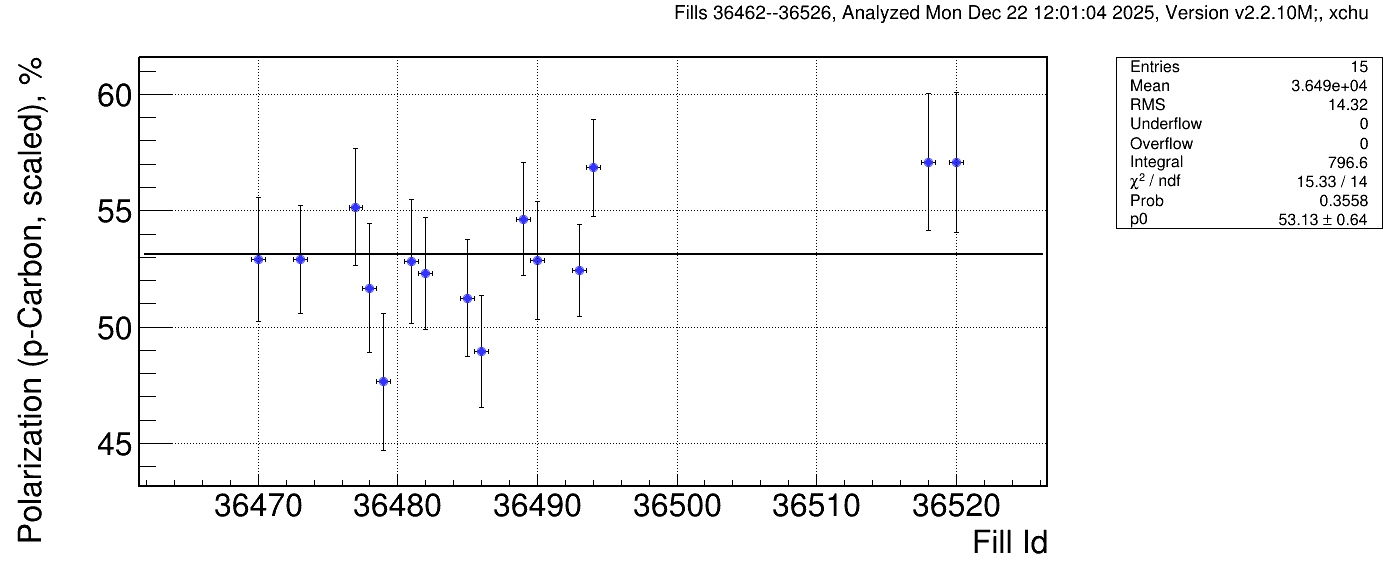 Fills 36462--36526, Analyzed Mon Dec 22 12:01:04 2025, Version v2.2.10M;, xchu
Polarization (p-Carbon, scaled), %
60
55
50
45
36470 36480 36490 36500 36510 36520
Fill Id
Entries 15
Mean 3.649e+04
RMS 14.32
Underflow 0
Overflow 0
Integral 796.6
χ² / ndf 15.33 / 14
Prob 0.3558
p0 53.13 ± 0.64